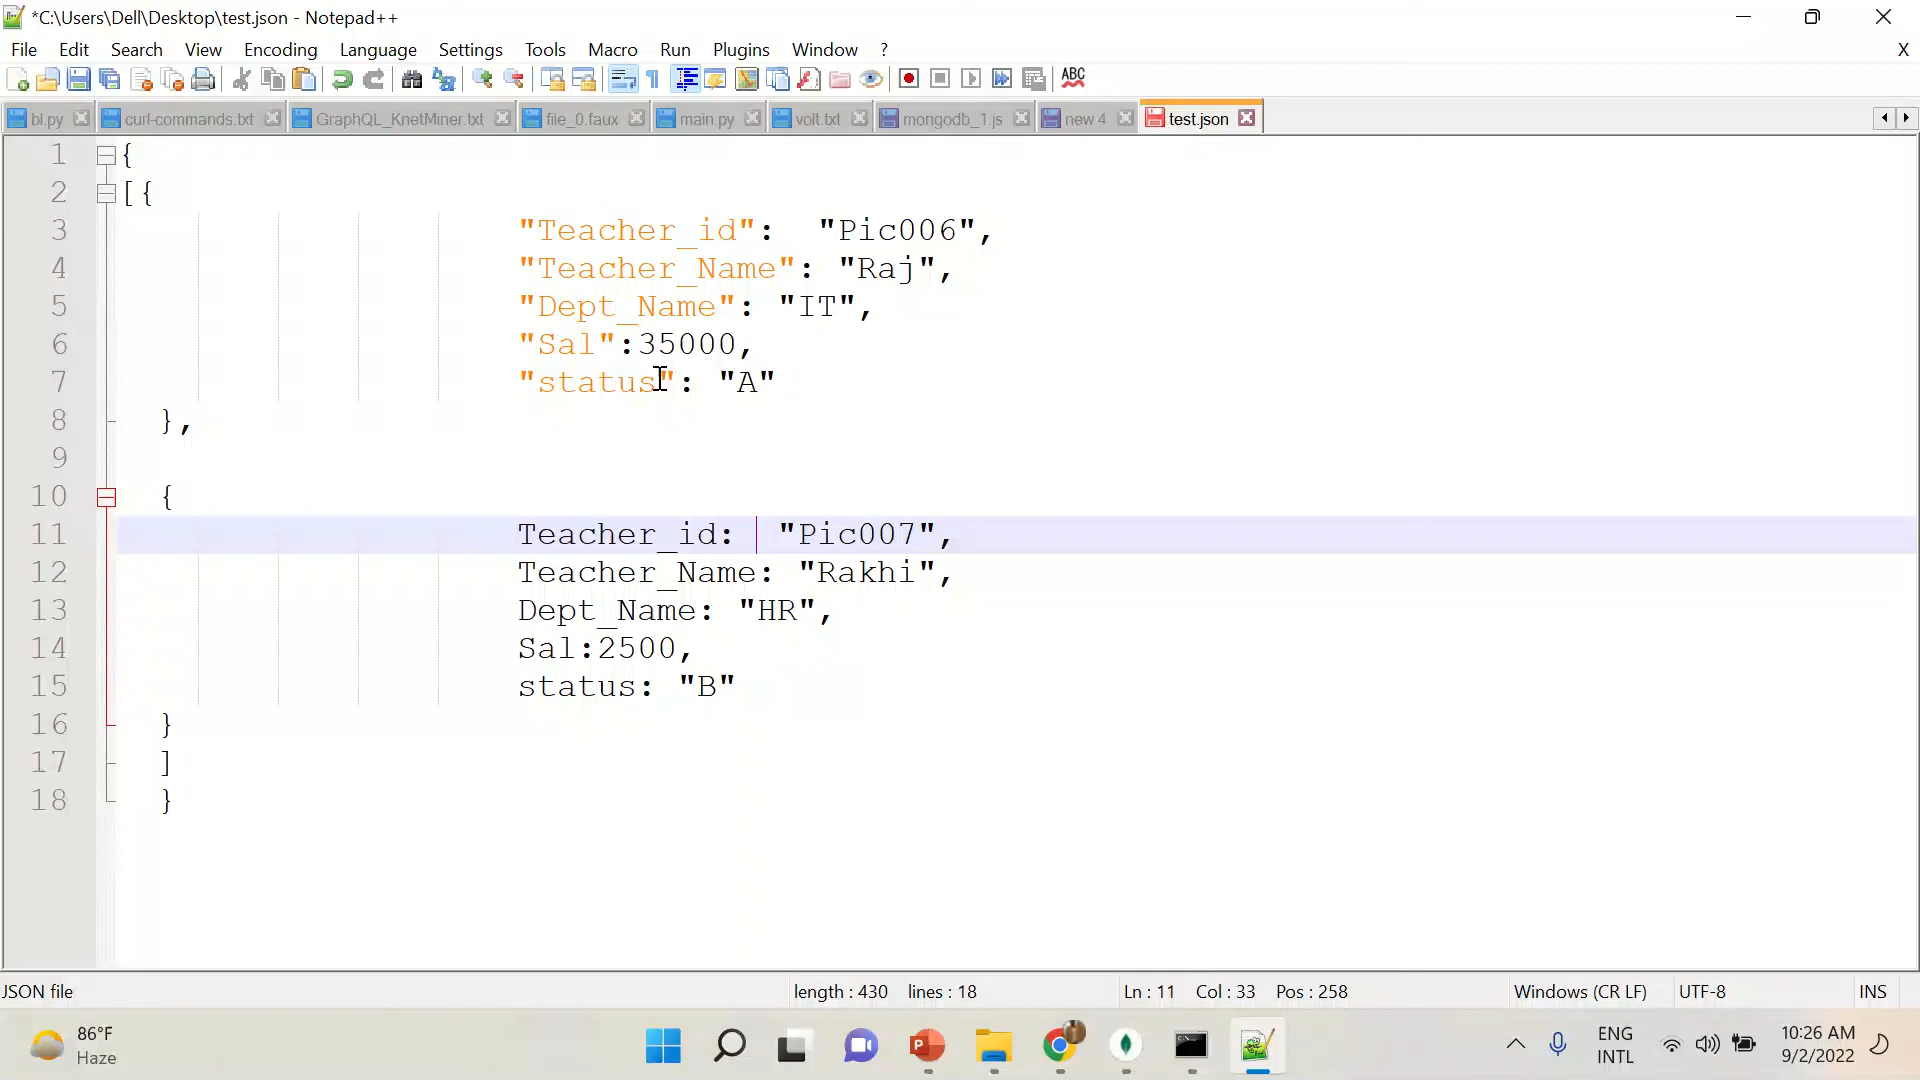 *C:\Users\Dell\Desktop\test.json - Notepad++
File Edit Search View Encoding Language Settings Tools Macro Run Plugins Window ? X
ABC
bl.py curl-commands.txt GraphQL_KnetMiner.txt file_0.faux main.py volt.txt mongodb_1.js new 4 test.json
1 {
2 [{
3 "Teacher_id": "Pic006",
4 "Teacher_Name": "Raj",
5 "Dept_Name": "IT",
6 "Sal":35000,
7 "status": "A"
8 },
9
10 {
11 Teacher_id: "Pic007",
12 Teacher_Name: "Rakhi",
13 Dept_Name: "HR",
14 Sal:2500,
15 status: "B"
16 }
17 ]
18 }
JSON file length : 430 lines : 18 Ln : 11 Col : 33 Pos : 258 Windows (CR LF) UTF-8 INS
86°F
Haze
ENG
INTL
10:26 AM
9/2/2022